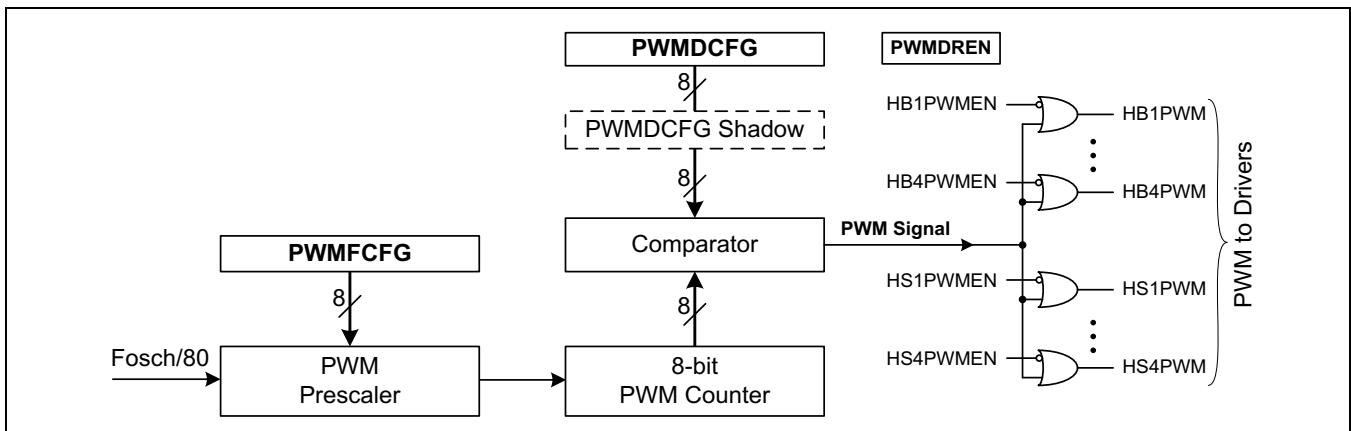 PWMDCFG
8
PWMDCFG Shadow
8
Comparator
PWMFCFG
8
Fosch/80
PWM
Prescaler
8
8-bit
PWM Counter
PWM Signal
PWMDREN
HB1PWMEN
HB1PWM
HB4PWMEN
HB4PWM
HS1PWMEN
HS1PWM
HS4PWMEN
HS4PWM
PWM to Drivers